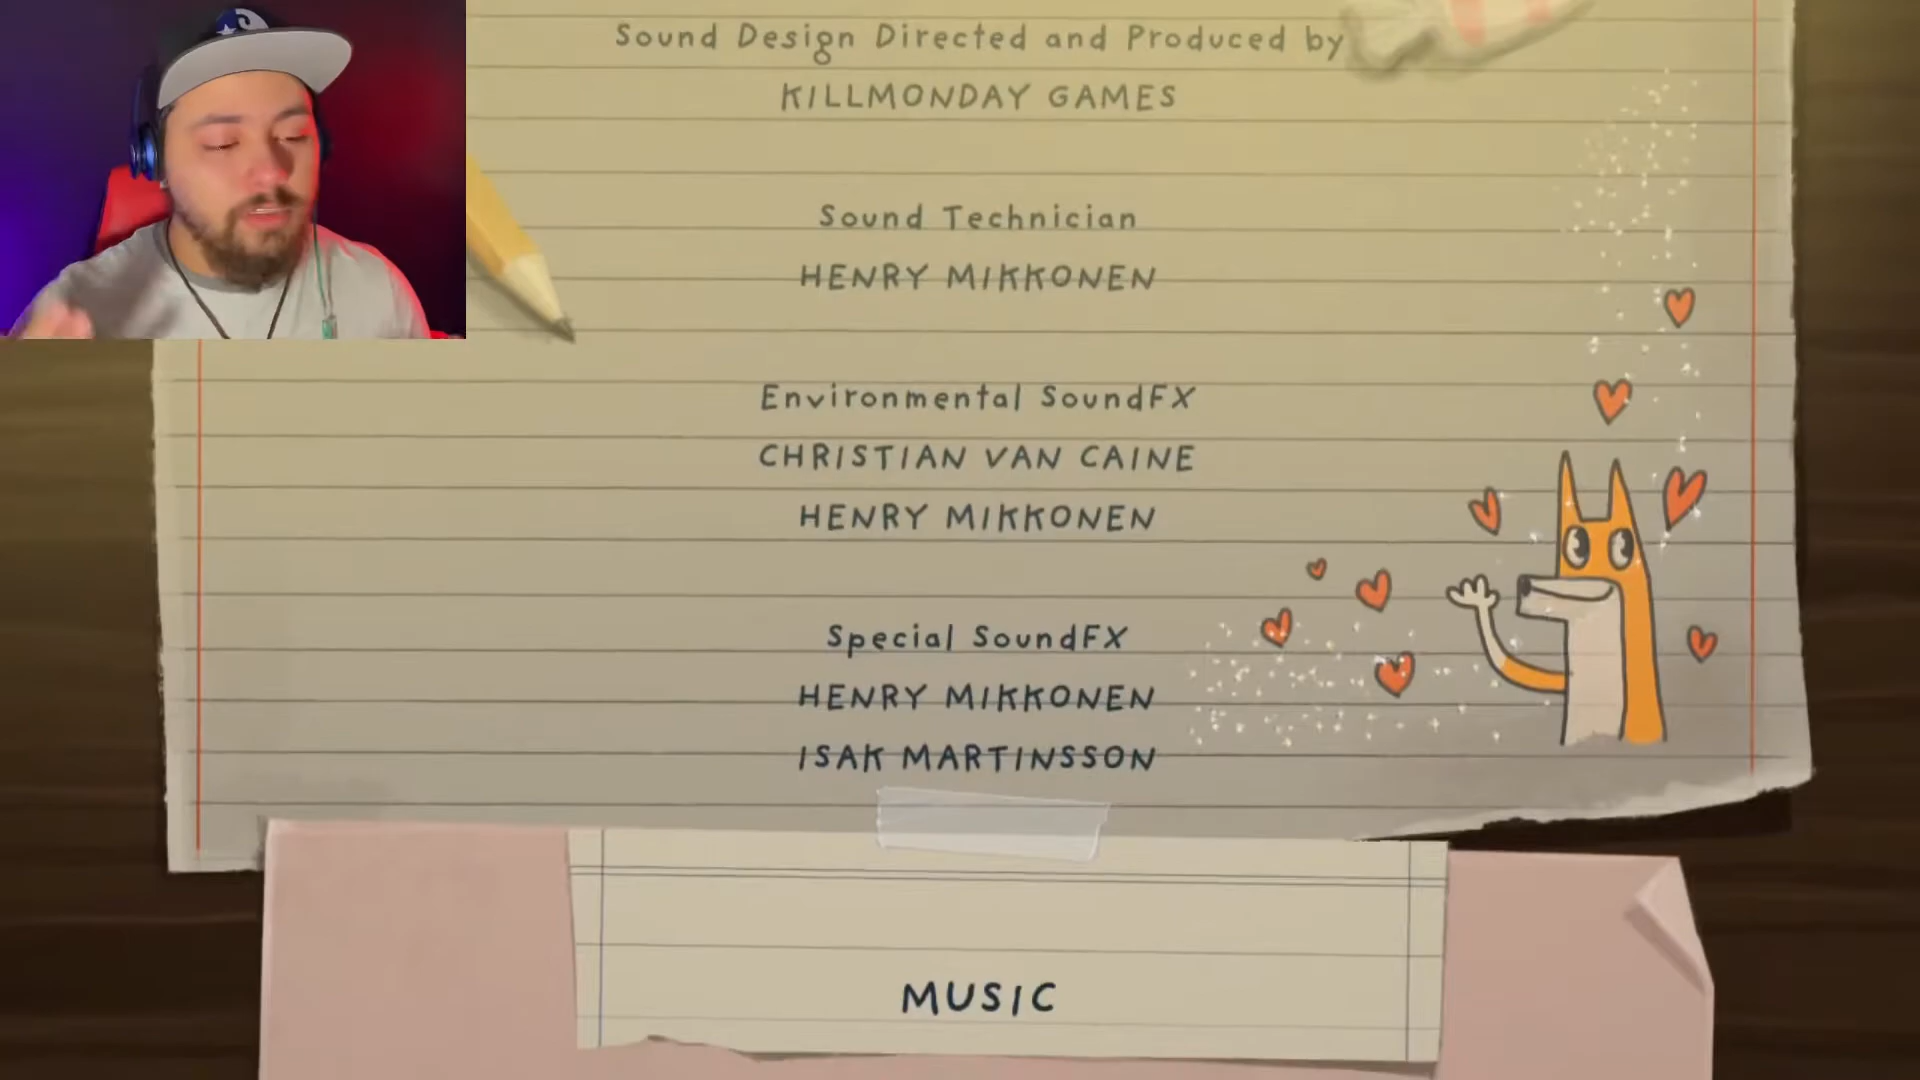 Sound Design Directed and Produced by
KILLMONDAY GAMES
Sound Technician
HENRY MIKKONEN
Environmental SoundFX
CHRISTIAN VAN CAINE
HENRY MIKKONEN
Special SoundFX
HENRY MIKKONEN
ISAK MARTINSSON
MUSIC